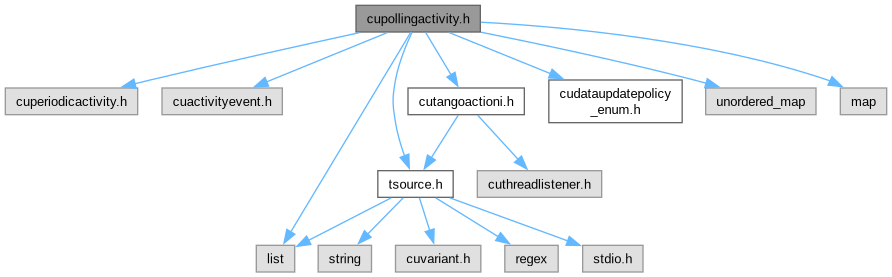 cupollingactivity.h
cuperiodicactivity.h
cuactivityevent.h
cutangoactioni.h
cudataupdatepolicy
_enum.h
unordered_map
map
tsource.h
cuthreadlistener.h
list
string
cuvariant.h
regex
stdio.h